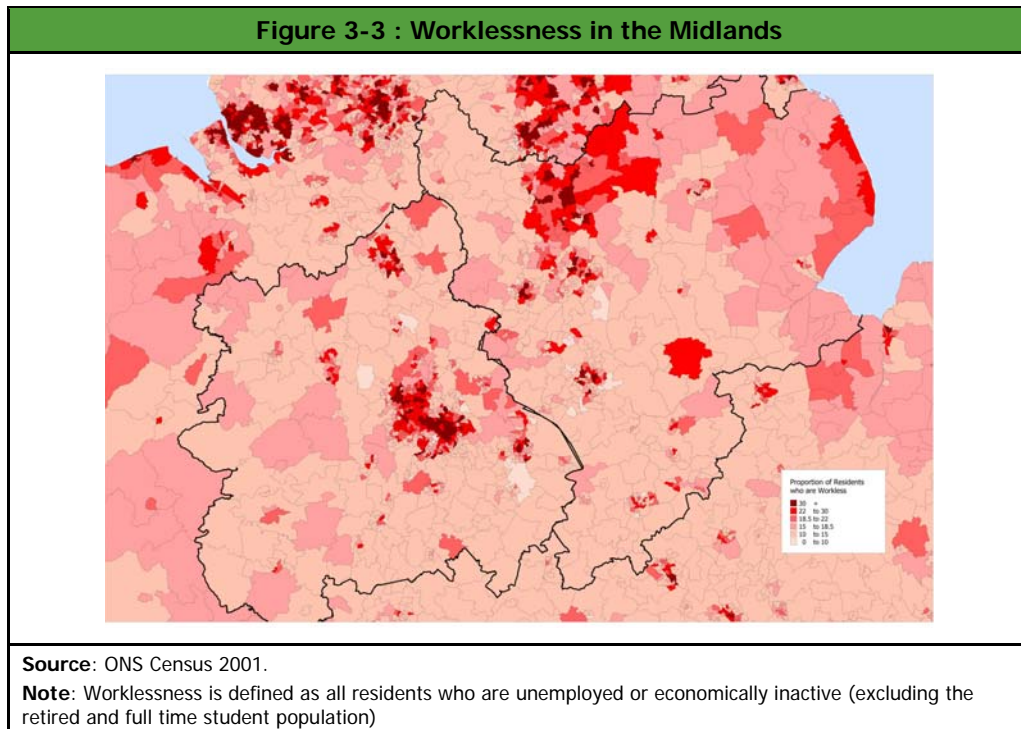 Figure 3-3 : Worklessness in the Midlands
Proportion of Residents
who are Workless
30 +
22 to 30
18.5 to 22
15 to 18.5
10 to 15
0 to 10
Source: ONS Census 2001.
Note: Worklessness is defined as all residents who are unemployed or economically inactive (excluding the
retired and full time student population)